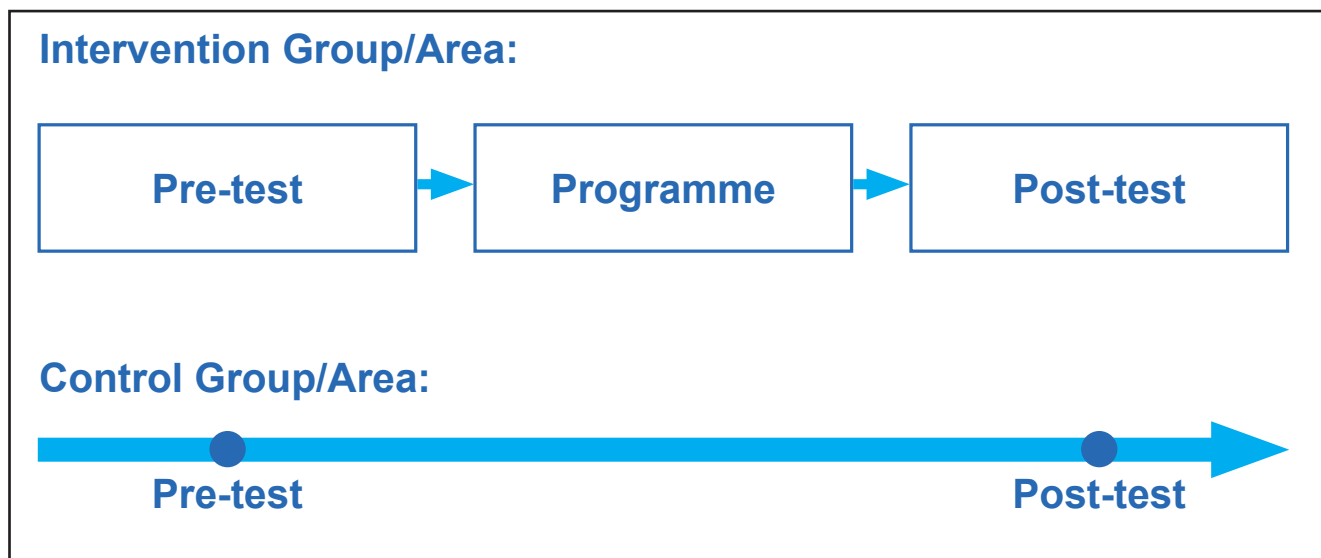 Intervention Group/Area:
Pre-test
Programme
Post-test
Control Group/Area:
Pre-test
Post-test